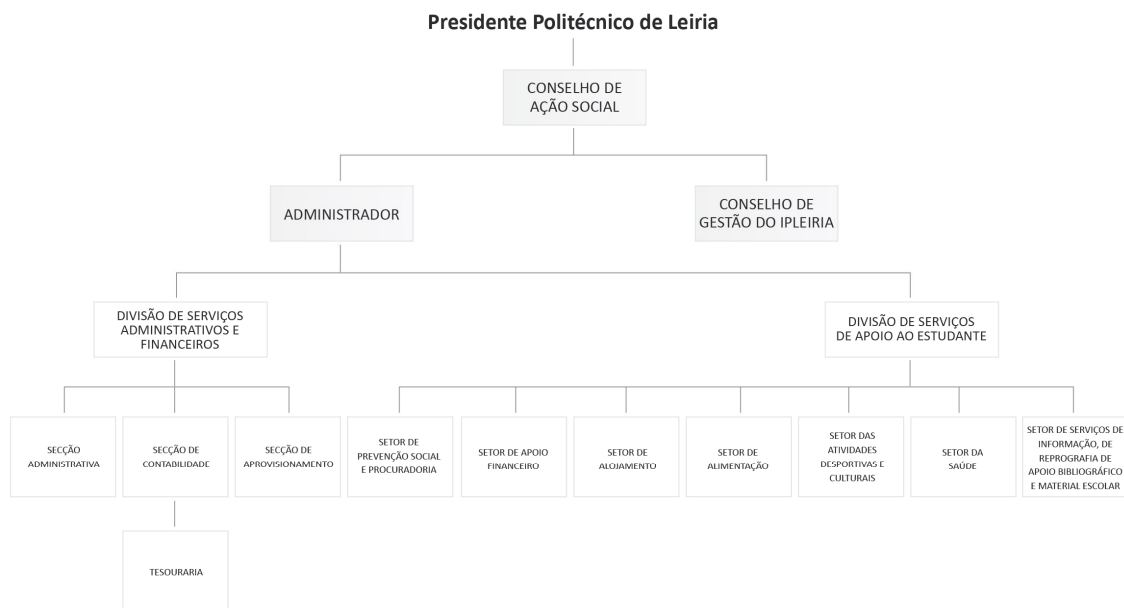 Presidente Politécnico de Leiria
CONSELHO DE
AÇÃO SOCIAL
ADMINISTRADOR
CONSELHO DE
GESTÃO DO IPLEIRIA
DIVISÃO DE SERVIÇOS
ADMINISTRATIVOS E
FINANCEIROS
DIVISÃO DE SERVIÇOS
DE APOIO AO ESTUDANTE
SECÇÃO
ADMINISTRATIVA
SECÇÃO DE
CONTABILIDADE
SECÇÃO DE
APROVISIONAMENTO
SETOR DE
PREVENÇÃO SOCIAL
E PROCURADORIA
SETOR DE APOIO
FINANCEIRO
SETOR DE
ALOJAMENTO
SETOR DE
ALIMENTAÇÃO
SETOR DAS
ATIVIDADES
DESPORTIVAS E
CULTURAIS
SETOR DA
SAÚDE
SETOR DE SERVIÇOS DE
INFORMAÇÃO, DE
REPROGRAFIA DE
APOIO BIBLIOGRÁFICO
E MATERIAL ESCOLAR
TESOURARIA